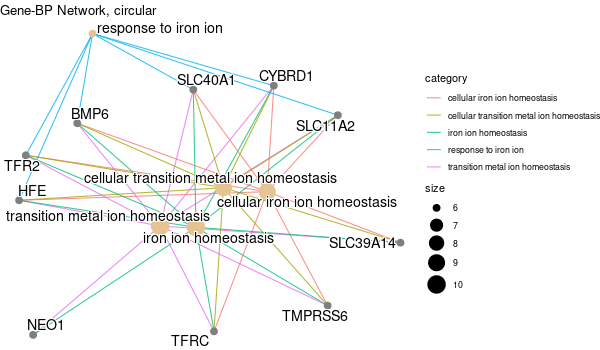 Gene-BP Network, circular
response to iron ion
SLC40A1
CYBRD1
BMP6
SLC11A2
TFR2
cellular transition metal ion homeostasis
HFE
cellular iron ion homeostasis
transition metal ion homeostasis
iron ion homeostasis
SLC39A14
TMPRSS6
NEO1
TFRC
category
cellular iron ion homeostasis
cellular transition metal ion homeostasis
iron ion homeostasis
response to iron ion
transition metal ion homeostasis
size
6
7
8
9
10